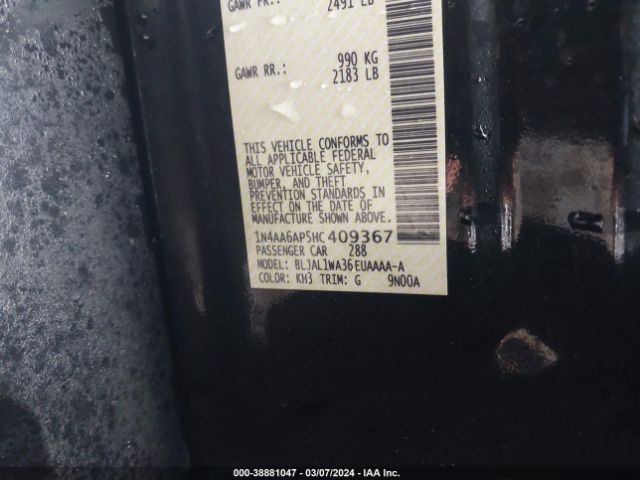 GAWR FR.: 2491 LB
990 KG
GAWR RR.: 2183 LB
THIS VEHICLE CONFORMS TO
ALL APPLICABLE FEDERAL
MOTOR VEHICLE SAFETY,
BUMPER, AND THEFT
PREVENTION STANDARDS IN
EFFECT ON THE DATE OF
MANUFACTURE SHOWN ABOVE.
1N4AA6AP5HC409367
PASSENGER CAR 288
MODEL: BLJAL1WA36EUAAAA-A
COLOR: KH3 TRIM: G 9N00A
000-38881047 — 03/07/2024 — IAA Inc.